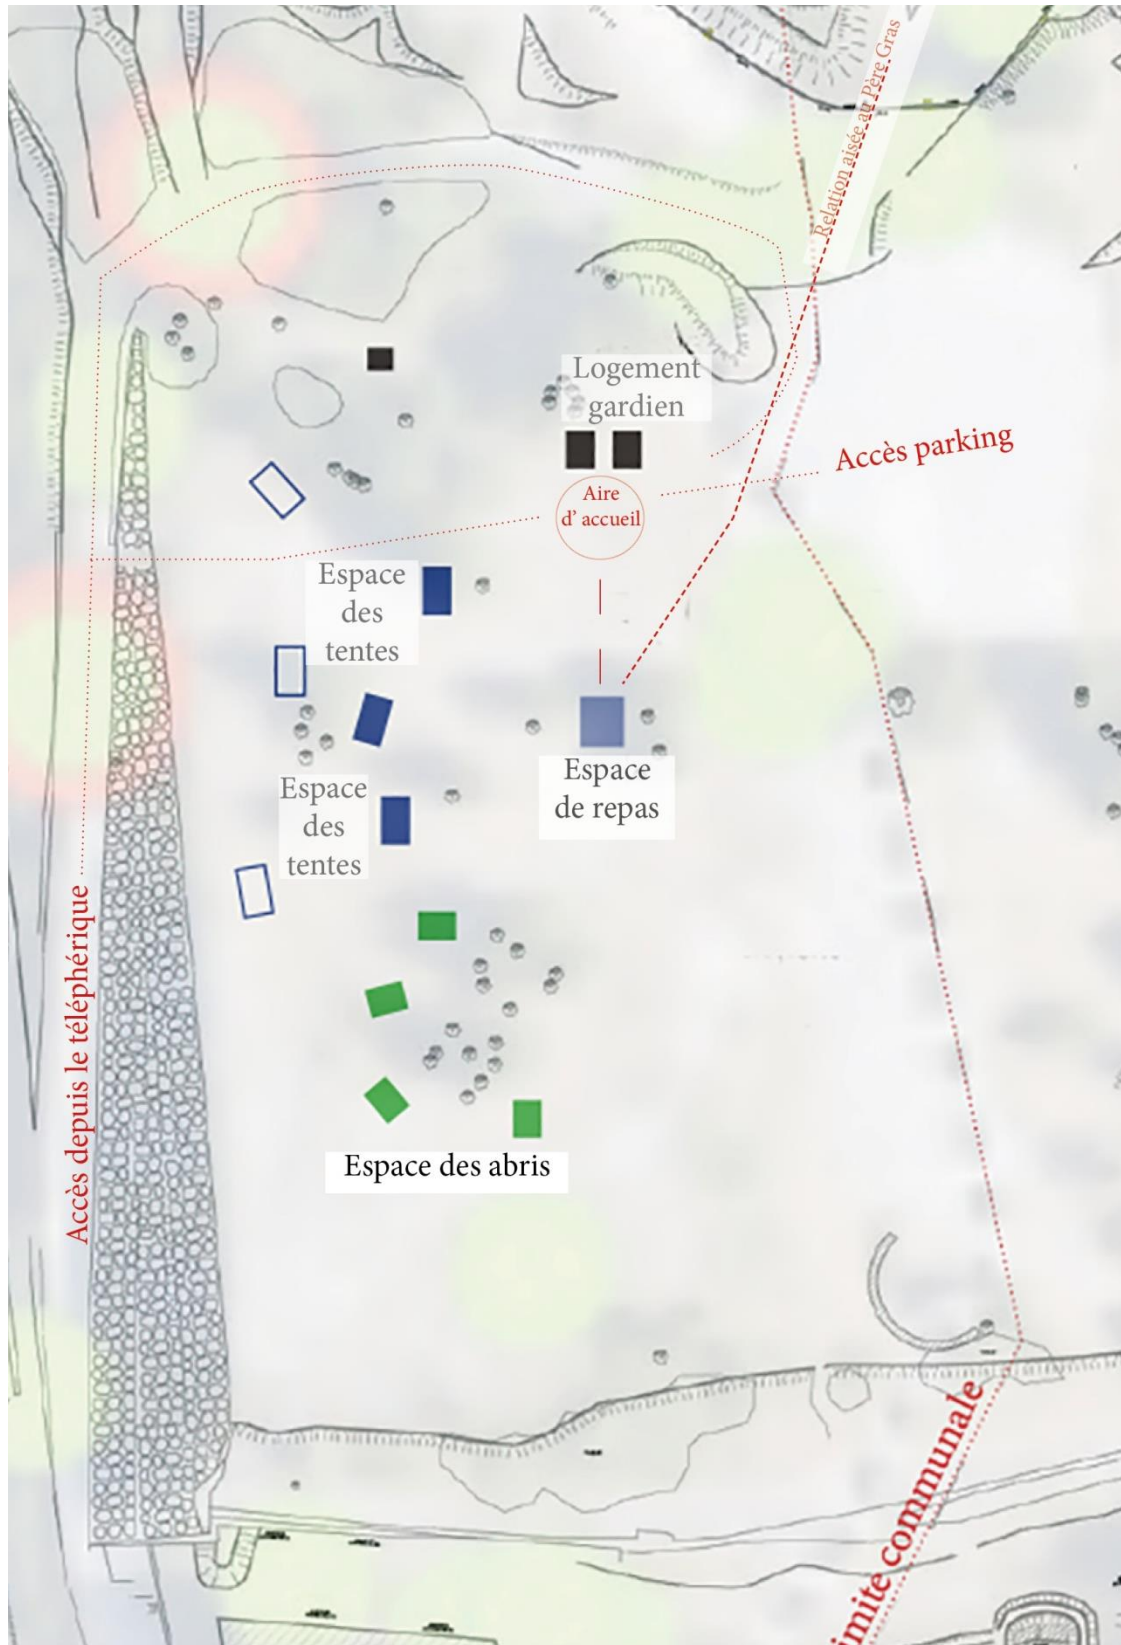 Relation aisée au Père Gras
Logement
gardien
Accès parking
Aire
d' accueil
Espace
des
tentes
Espace
de repas
Espace
des
tentes
Accès depuis le téléphérique
Espace des abris
imite communale